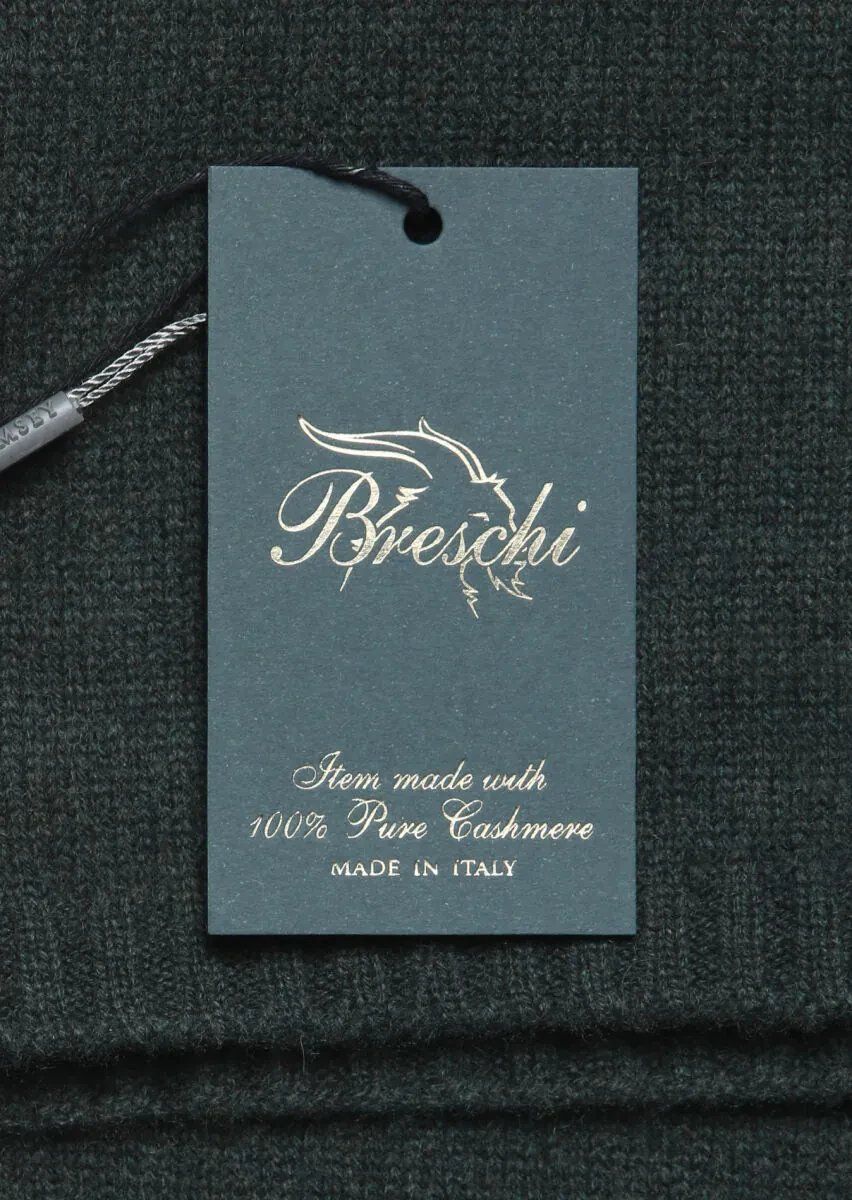 Breschi
Item made with
100% Pure Cashmere
MADE IN ITALY